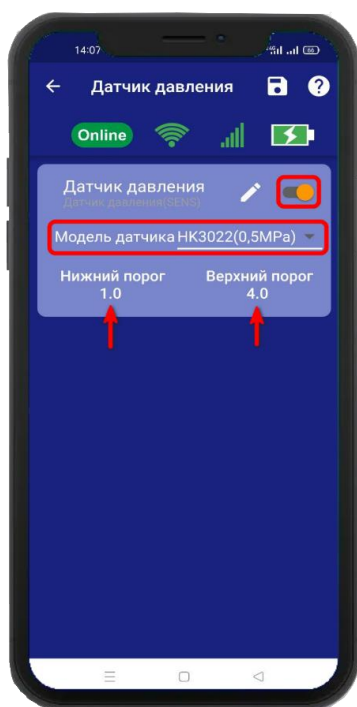 14:07
Датчик давления
Online
Датчик давления
Датчик давления(SENS)
Модель датчика HK3022(0,5MPa)
Нижний порог Верхний порог
1.0 4.0